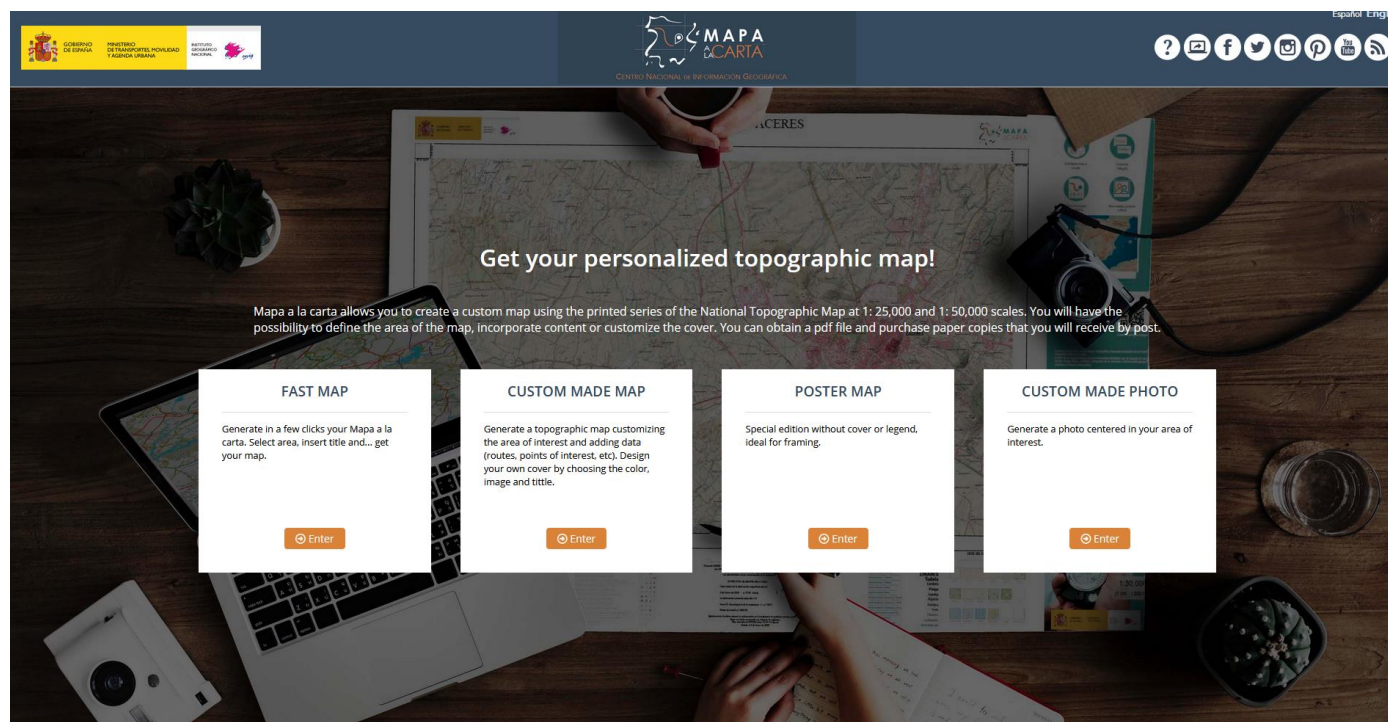 Español Engl
GOBIERNO
DE ESPAÑA
MINISTERIO
DE TRANSPORTES, MOVILIDAD
Y AGENDA URBANA
INSTITUTO
GEOGRÁFICO
NACIONAL
MAPA
A
LA CARTA
CENTRO NACIONAL DE INFORMACIÓN GEOGRÁFICA
You
Tube
ACERES
MAPA
Get your personalized topographic map!
Mapa a la carta allows you to create a custom map using the printed series of the National Topographic Map at 1: 25,000 and 1: 50,000 scales. You will have the
possibility to define the area of the map, incorporate content or customize the cover. You can obtain a pdf file and purchase paper copies that you will receive by post.
FAST MAP
Generate in a few clicks your Mapa a la
carta. Select area, insert title and... get
your map.
Enter
CUSTOM MADE MAP
Generate a topographic map customizing
the area of interest and adding data
(routes, points of interest, etc). Design
your own cover by choosing the color,
image and tittle.
Enter
POSTER MAP
Special edition without cover or legend,
ideal for framing.
Enter
CUSTOM MADE PHOTO
Generate a photo centered in your area of
interest.
Enter
1:50.000